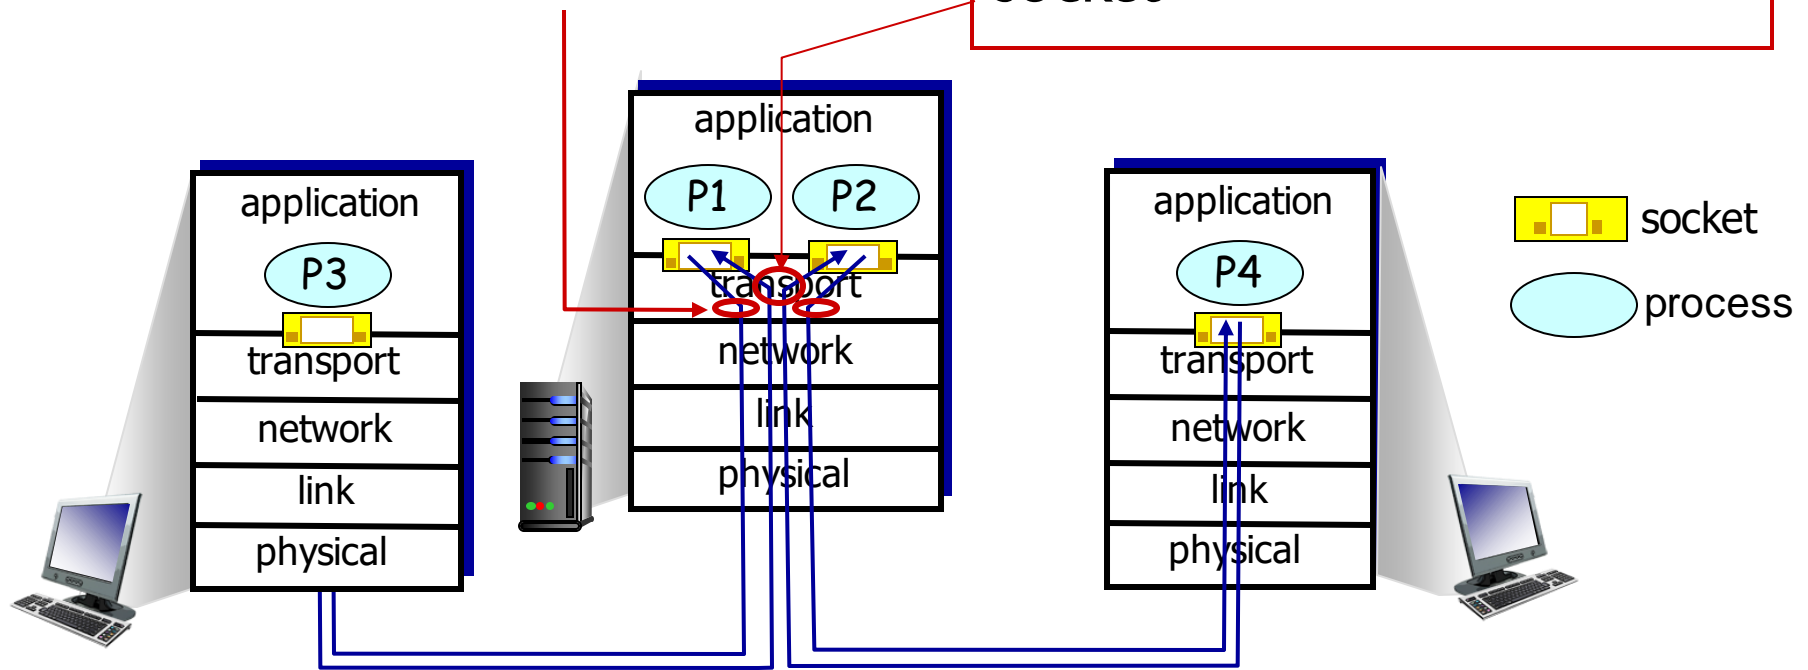 application
P1
P2
transport
network
link
physical
application
P3
transport
network
link
physical
application
P4
transport
network
link
physical
socket
process